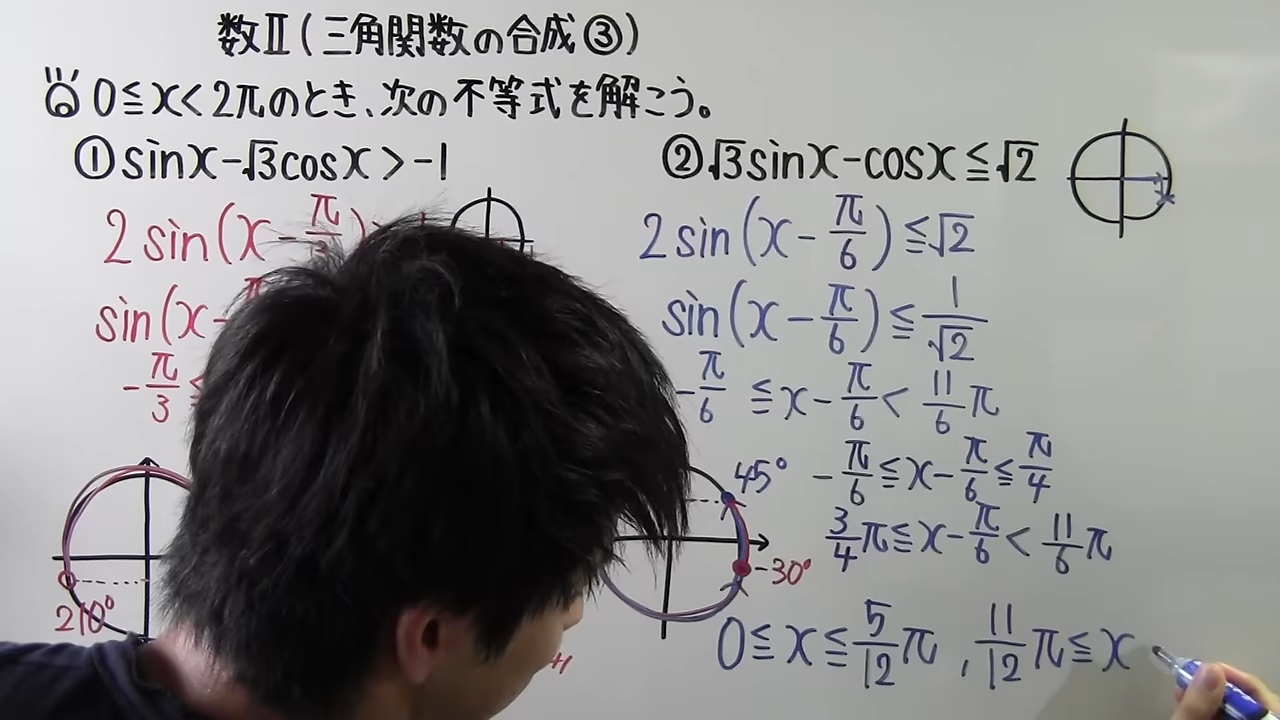 数Ⅱ(三角関数の合成③)
0≦x<2πのとき、次の不等式を解こう。
①sinx-√3cosx>-1
2sin(x-π/
sin(x-
-π/3≦
210°
②√3sinx-cosx≦√2
2sin(x-π/6)≦√2
sin(x-π/6)≦1/√2
-π/6≦x-π/6<11/6π
-π/6≦x-π/6≦π/4
3/4π≦x-π/6<11/6π
45°
-30°
0≦x≦5/12π,11/12π≦x